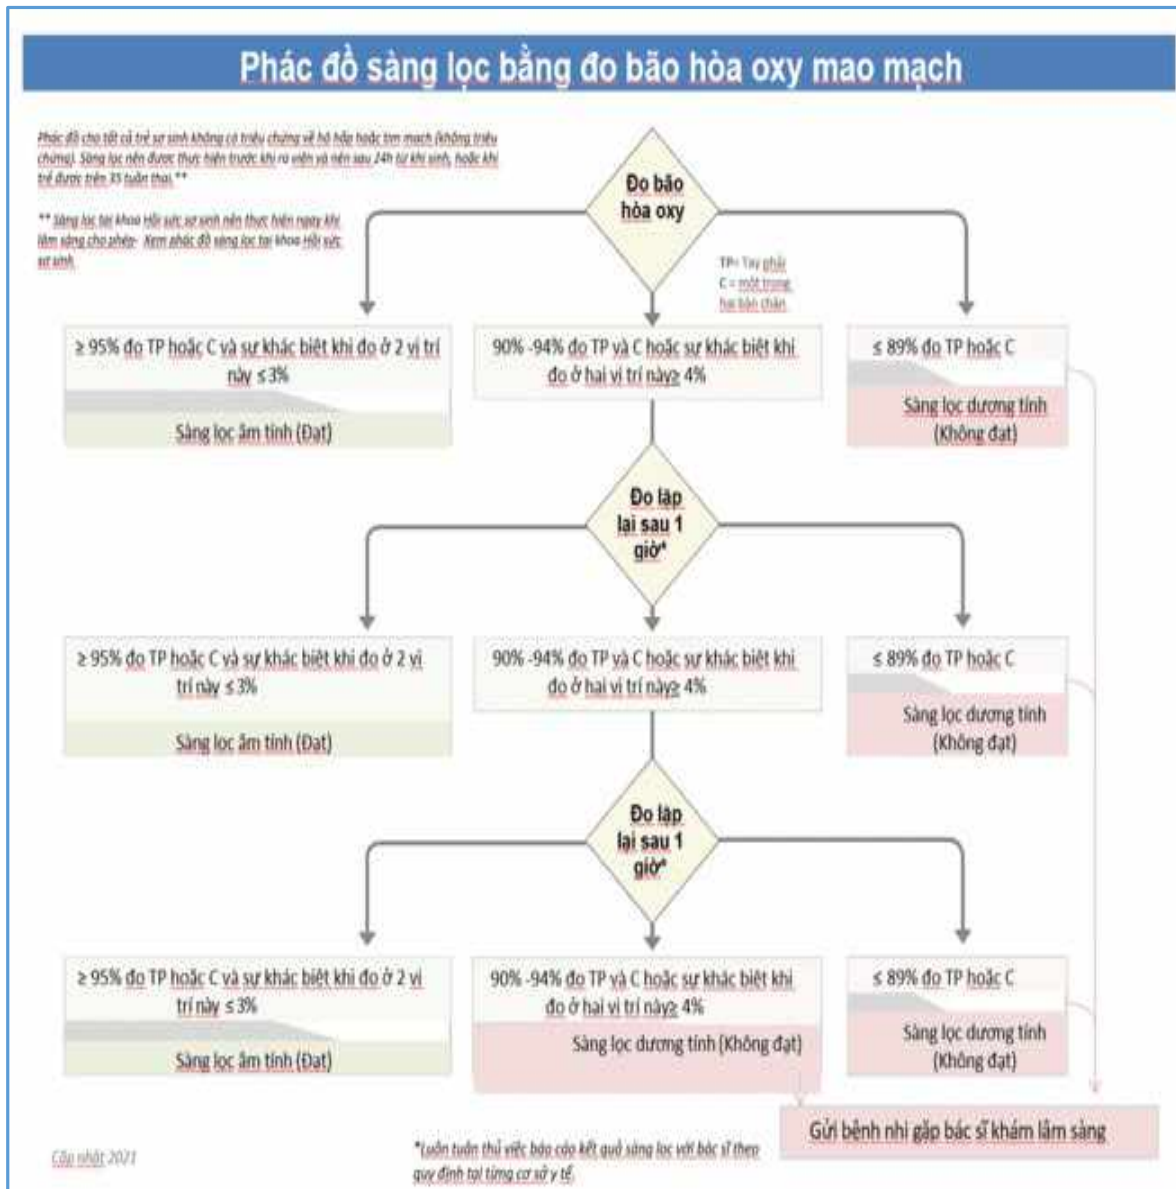 Phác đồ sàng lọc bằng đo bão hòa oxy mao mạch
Phác đồ cho tất cả trẻ sơ sinh không có triệu chứng về hô hấp hoặc tim mạch (không triệu
chứng). Sàng lọc nên được thực hiện trước khi ra viện và nên sau 24h từ khi sinh, hoặc khi
trẻ được trên 35 tuần thai.**
** Sàng lọc tại khoa Hồi sức sơ sinh nên thực hiện ngay khi
lâm sàng cho phép- Xem phác đồ sàng lọc tại khoa Hồi sức
sơ sinh
Đo bão
hòa oxy
TP= Tay phải
C = một trong
hai bàn chân
≥ 95% đo TP hoặc C và sự khác biệt khi đo ở 2 vị trí
này ≤ 3%
Sàng lọc âm tính (Đạt)
90% -94% đo TP và C hoặc sự khác biệt khi
đo ở hai vị trí này≥ 4%
≤ 89% đo TP hoặc C
Sàng lọc dương tính
(Không đạt)
Đo lặp
lại sau 1
giờ*
≥ 95% đo TP hoặc C và sự khác biệt khi đo ở 2 vị
trí này ≤ 3%
Sàng lọc âm tính (Đạt)
90% -94% đo TP và C hoặc sự khác biệt khi
đo ở hai vị trí này≥ 4%
≤ 89% đo TP hoặc C
Sàng lọc dương tính
(Không đạt)
Đo lặp
lại sau 1
giờ*
≥ 95% đo TP hoặc C và sự khác biệt khi đo ở 2 vị
trí này ≤ 3%
Sàng lọc âm tính (Đạt)
90% -94% đo TP và C hoặc sự khác biệt khi
đo ở hai vị trí này≥ 4%
Sàng lọc dương tính (Không đạt)
≤ 89% đo TP hoặc C
Sàng lọc dương tính
(Không đạt)
Gửi bệnh nhi gặp bác sĩ khám lâm sàng
*Luôn tuân thủ việc báo cáo kết quả sàng lọc với bác sĩ theo
quy định tại từng cơ sở y tế.
Cập nhật 2021